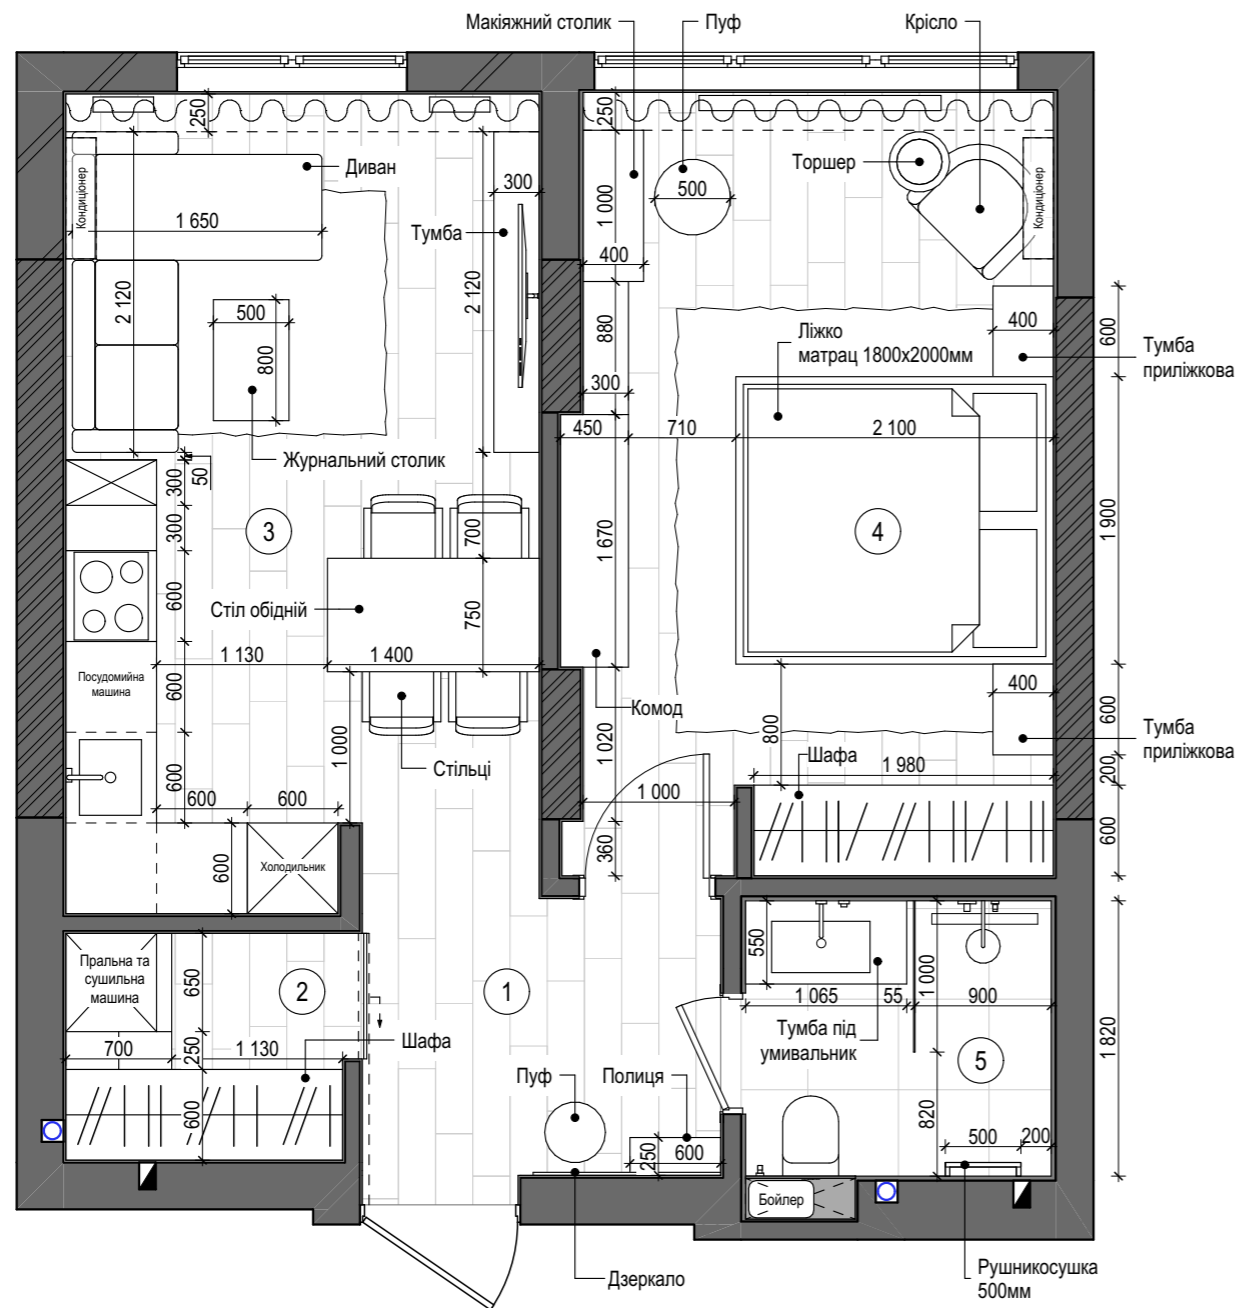 Макіяжний столик
Пуф
Крісло
250
250
Кондиціонер
Диван
1 650
300
Тумба
2 120
2 120
500
800
Журнальний столик
50
1 000
400
500
Торшер
Кондиціонер
880
300
450
710
2 100
Ліжко
матрац 1800х2000мм
400
600
Тумба
приліжкова
1 900
300
300
600
600
600
3
700
Стіл обідній
750
1 130
1 400
Посудомийна
машина
1 000
Стільці
600
600
600
Холодильник
1 670
4
Комод
1 020
1 000
360
800
Шафа
1 980
400
600
Тумба
приліжкова
200
600
Пральна та
сушильна
машина
650
2
700
250
1 130
Шафа
600
1
Пуф
Полиця
250
600
Дзеркало
550
1 065
55
1 000
900
Тумба під
умивальник
5
820
500
200
1 820
Бойлер
Рушникосушка
500мм